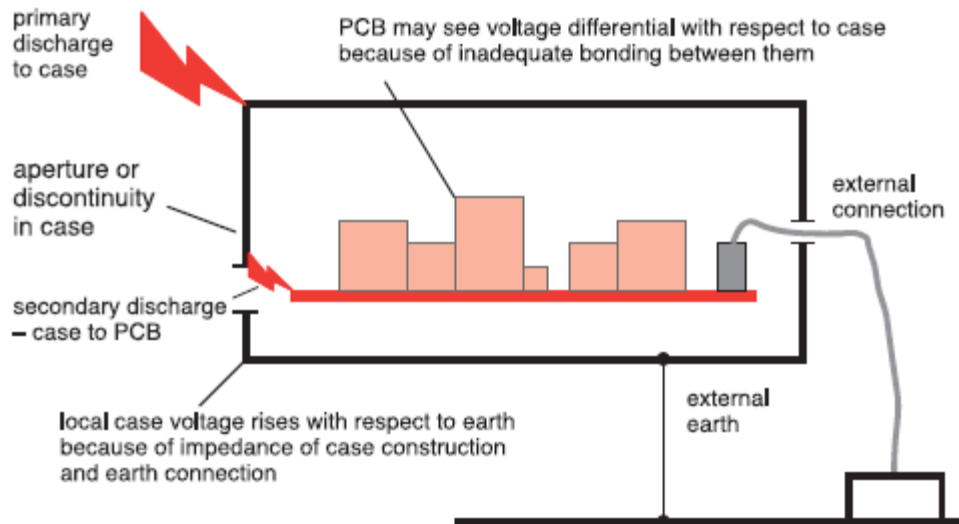 primary
discharge
to case
PCB may see voltage differential with respect to case
because of inadequate bonding between them
aperture or
discontinuity
in case
external
connection
secondary discharge
– case to PCB
external
earth
local case voltage rises with respect to earth
because of impedance of case construction
and earth connection